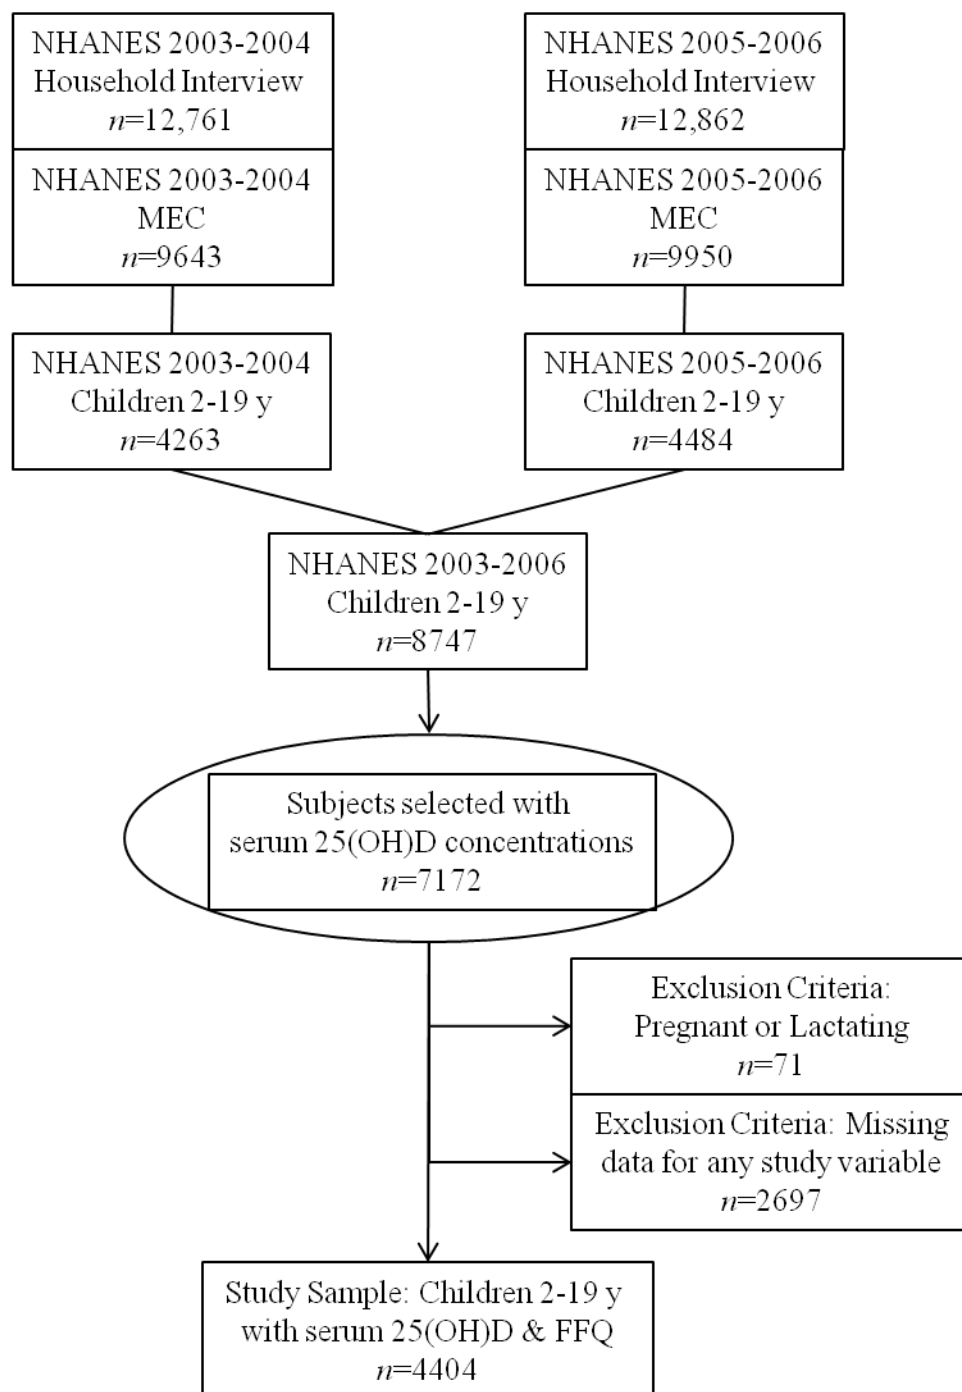 NHANES 2003-2004
Household Interview
n=12,761
NHANES 2003-2004
MEC
n=9643
NHANES 2003-2004
Children 2-19 y
n=4263
NHANES 2005-2006
Household Interview
n=12,862
NHANES 2005-2006
MEC
n=9950
NHANES 2005-2006
Children 2-19 y
n=4484
NHANES 2003-2006
Children 2-19 y
n=8747
Subjects selected with
serum 25(OH)D concentrations
n=7172
Exclusion Criteria:
Pregnant or Lactating
n=71
Exclusion Criteria: Missing
data for any study variable
n=2697
Study Sample: Children 2-19 y
with serum 25(OH)D & FFQ
n=4404